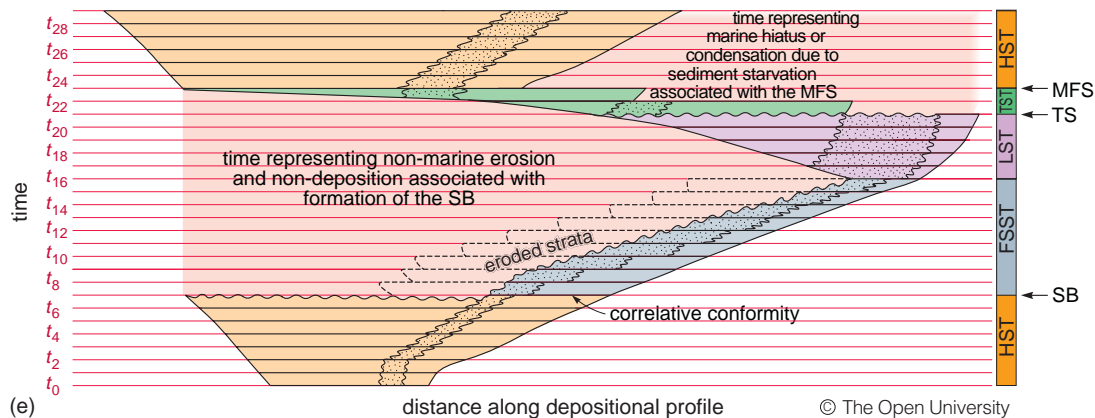 t28
t26
t24
t22
t20
t18
t16
t14
t12
t10
t8
t6
t4
t2
t0
time
time representing
marine hiatus or
condensation due to
sediment starvation
associated with the MFS
time representing non-marine erosion
and non-deposition associated with
formation of the SB
eroded strata
correlative conformity
HST
TST
LST
FSST
HST
MFS
TS
SB
(e)
distance along depositional profile
© The Open University